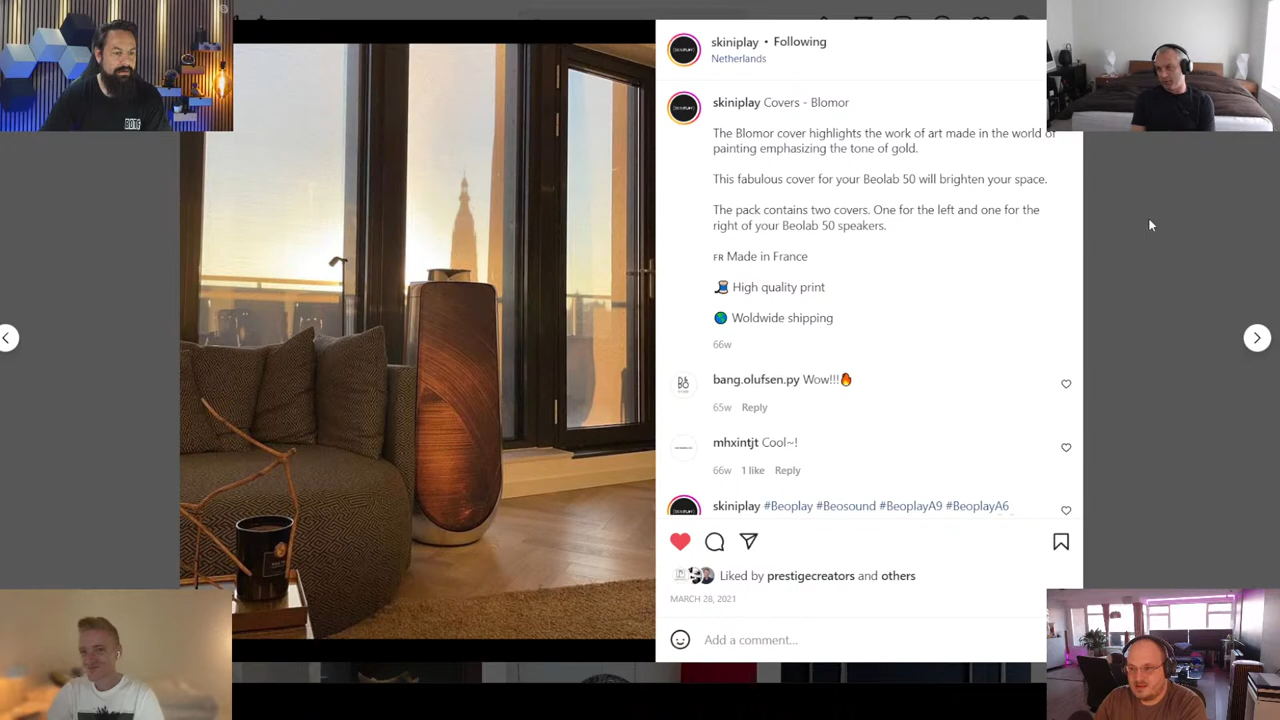 skiniplay • Following
Netherlands
skiniplay Covers - Blomor
The Blomor cover highlights the work of art made in the world of
painting emphasizing the tone of gold.
This fabulous cover for your Beolab 50 will brighten your space.
The pack contains two covers. One for the left and one for the
right of your Beolab 50 speakers.
FR Made in France
High quality print
Woldwide shipping
66w
bang.olufsen.py Wow!!!🔥
65w Reply
mhxintjt Cool~!
66w 1 like Reply
skiniplay #Beoplay #Beosound #BeoplayA9 #BeoplayA6
Liked by prestigecreators and others
MARCH 28, 2021
Add a comment...